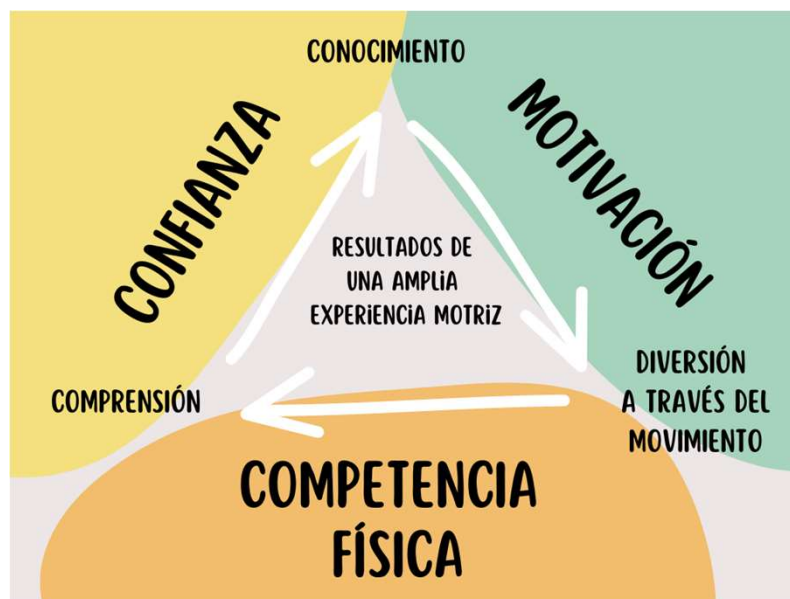 CONOCIMIENTO
CONFIANZA
MOTIVACIÓN
RESULTADOS DE
UNA AMPLIA
EXPERIENCIA MOTRIZ
COMPRENSIÓN
DIVERSIÓN
A TRAVÉS DEL
MOVIMIENTO
COMPETENCIA
FÍSICA